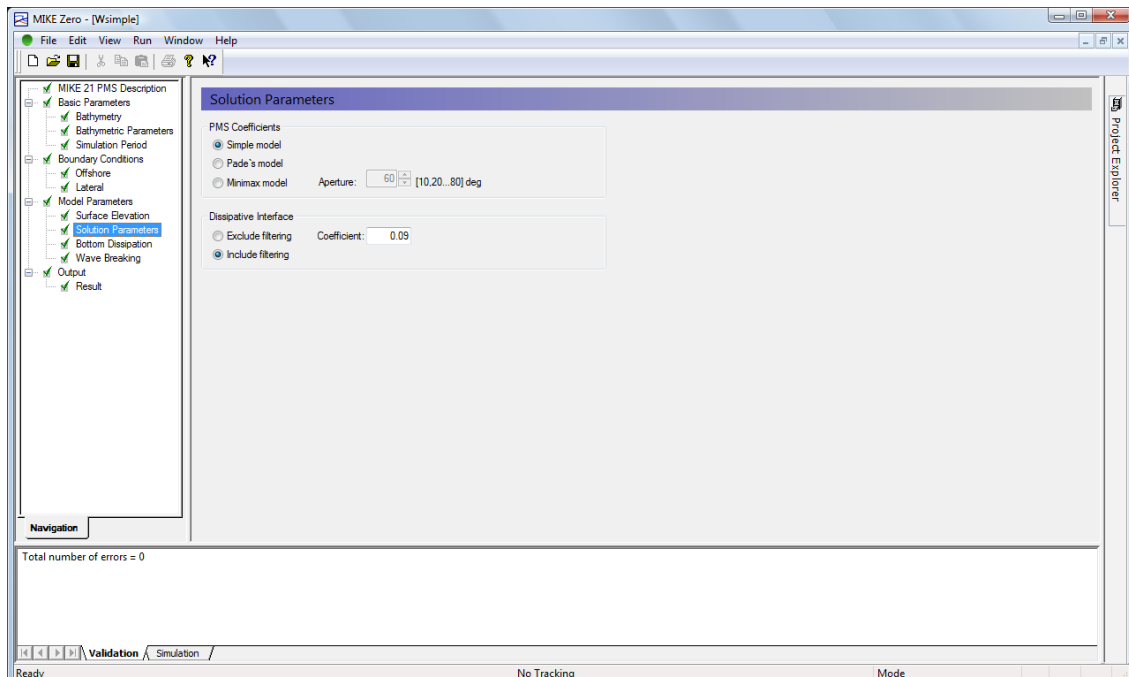 MIKE Zero - [Wsimple]
File Edit View Run Window Help
MIKE 21 PMS Description
Basic Parameters
Bathymetry
Bathymetric Parameters
Simulation Period
Boundary Conditions
Offshore
Lateral
Model Parameters
Surface Elevation
Solution Parameters
Bottom Dissipation
Wave Breaking
Output
Result
Navigation
Solution Parameters
PMS Coefficients
Simple model
Pade`s model
Minimax model Aperture: 60 [10,20...80] deg
Dissipative Interface
Exclude filtering Coefficient: 0.09
Include filtering
Project Explorer
Total number of errors = 0
Validation Simulation
Ready No Tracking Mode